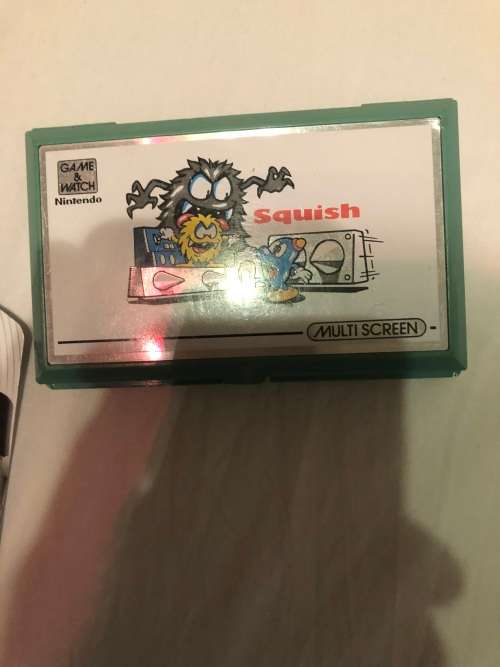 GAME
&
WATCH
Nintendo
Squish
MULTI SCREEN